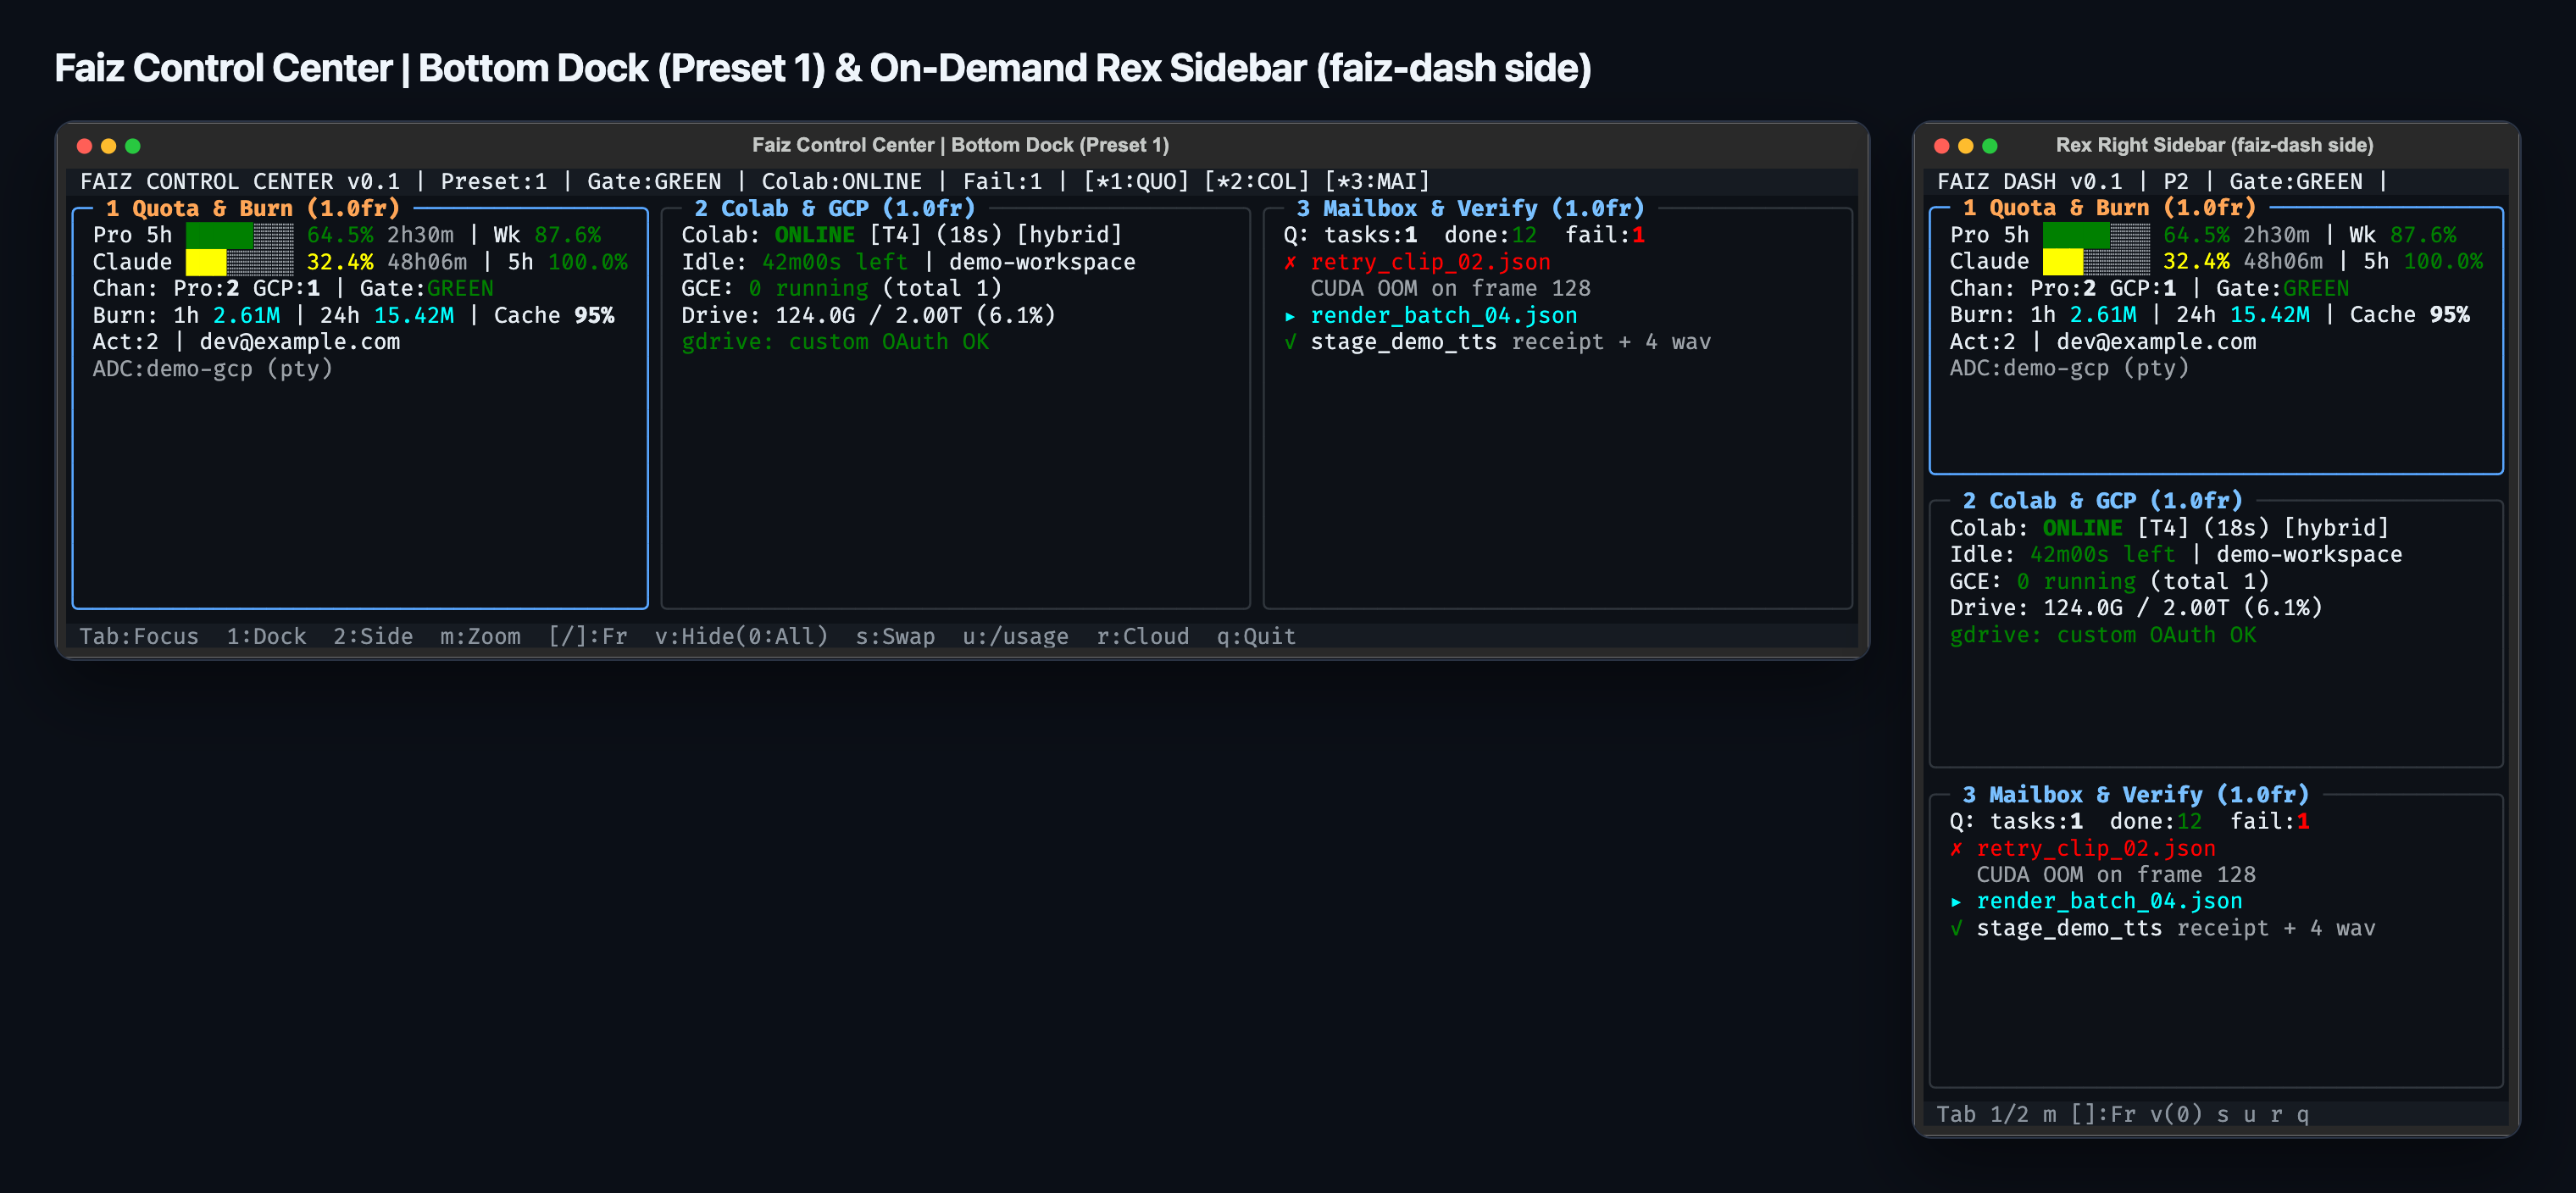 Faiz Control Center | Bottom Dock (Preset 1) & On-Demand Rex Sidebar (faiz-dash side)
Faiz Control Center | Bottom Dock (Preset 1)
FAIZ CONTROL CENTER v0.1 | Preset:1 | Gate:GREEN | Colab:ONLINE | Fail:1 | [*1:QUO] [*2:COL] [*3:MAI]
1 Quota & Burn (1.0fr)
Pro 5h 64.5% 2h30m | Wk 87.6%
Claude 32.4% 48h06m | 5h 100.0%
Chan: Pro:2 GCP:1 | Gate:GREEN
Burn: 1h 2.61M | 24h 15.42M | Cache 95%
Act:2 | dev@example.com
ADC:demo-gcp (pty)
2 Colab & GCP (1.0fr)
Colab: ONLINE [T4] (18s) [hybrid]
Idle: 42m00s left | demo-workspace
GCE: 0 running (total 1)
Drive: 124.0G / 2.00T (6.1%)
gdrive: custom OAuth OK
3 Mailbox & Verify (1.0fr)
Q: tasks:1 done:12 fail:1
✗ retry_clip_02.json
CUDA OOM on frame 128
▸ render_batch_04.json
√ stage_demo_tts receipt + 4 wav
Tab:Focus 1:Dock 2:Side m:Zoom [/]:Fr v:Hide(0:All) s:Swap u:/usage r:Cloud q:Quit
Rex Right Sidebar (faiz-dash side)
FAIZ DASH v0.1 | P2 | Gate:GREEN |
1 Quota & Burn (1.0fr)
Pro 5h 64.5% 2h30m | Wk 87.6%
Claude 32.4% 48h06m | 5h 100.0%
Chan: Pro:2 GCP:1 | Gate:GREEN
Burn: 1h 2.61M | 24h 15.42M | Cache 95%
Act:2 | dev@example.com
ADC:demo-gcp (pty)
2 Colab & GCP (1.0fr)
Colab: ONLINE [T4] (18s) [hybrid]
Idle: 42m00s left | demo-workspace
GCE: 0 running (total 1)
Drive: 124.0G / 2.00T (6.1%)
gdrive: custom OAuth OK
3 Mailbox & Verify (1.0fr)
Q: tasks:1 done:12 fail:1
✗ retry_clip_02.json
CUDA OOM on frame 128
▸ render_batch_04.json
√ stage_demo_tts receipt + 4 wav
Tab 1/2 m []:Fr v(0) s u r q